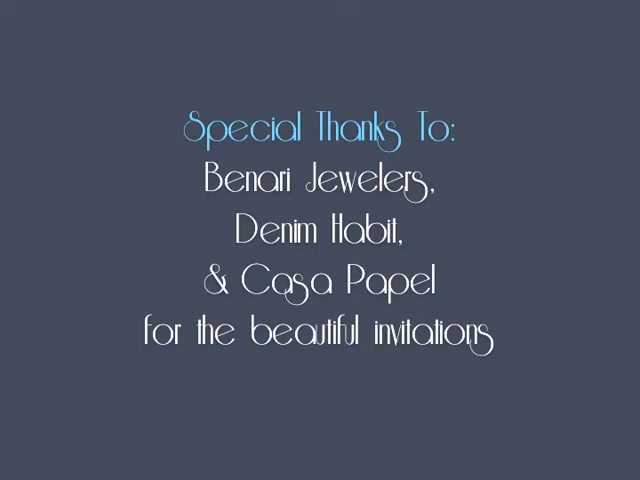 Special Thanks To:
Benari Jewelers,
Denim Habit,
& Casa Papel
for the beautiful invitations